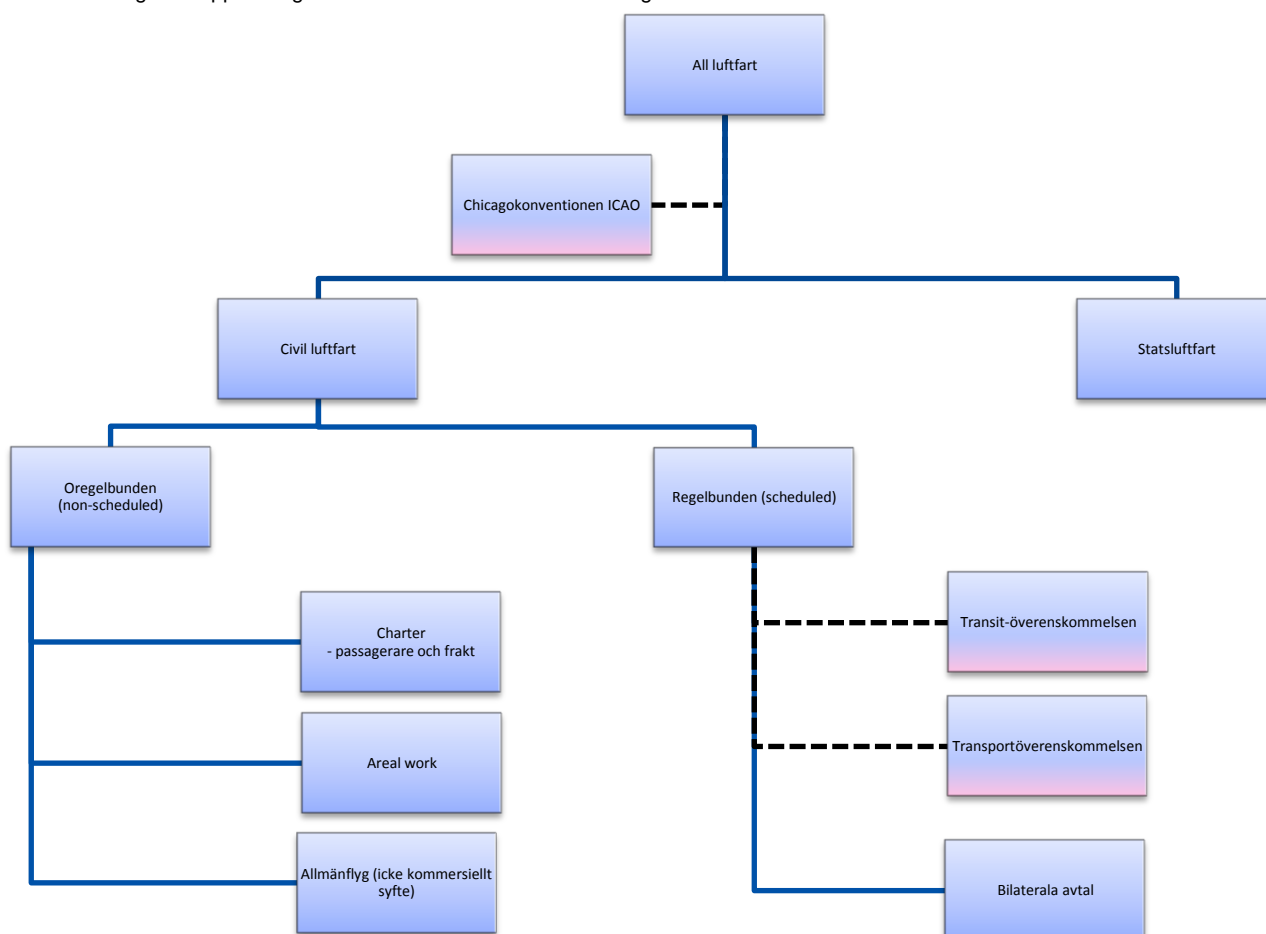 All luftfart
Chicagokonventionen ICAO
Civil luftfart
Statsluftfart
Oregelbunden
(non-scheduled)
Regelbunden (scheduled)
Charter
- passagerare och frakt
Transit-överenskommelsen
Areal work
Transportöverenskommelsen
Allmänflyg (icke kommersiellt
syfte)
Bilaterala avtal